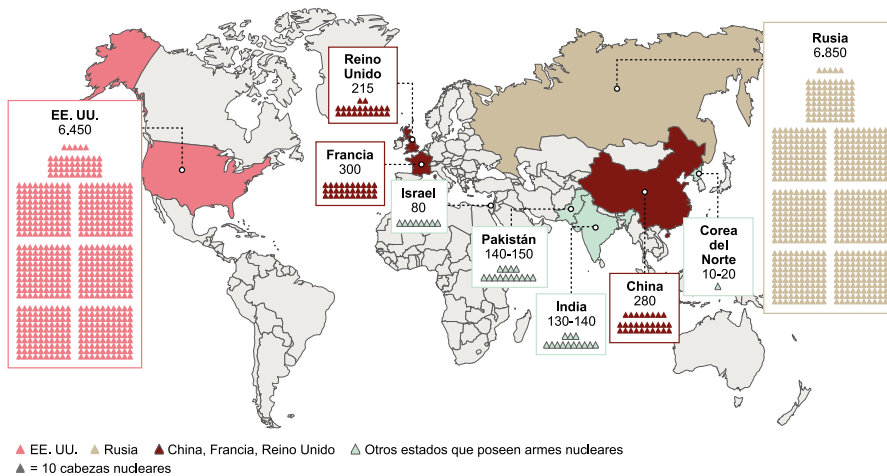 Rusia
6.850
Reino
Unido
215
EE. UU.
6,450
Francia
300
Israel
80
Pakistán
140-150
Corea
del
Norte
10-20
India
130-140
China
280
EE. UU.
Rusia
China, Francia, Reino Unido
Otros estados que poseen armes nucleares
= 10 cabezas nucleares